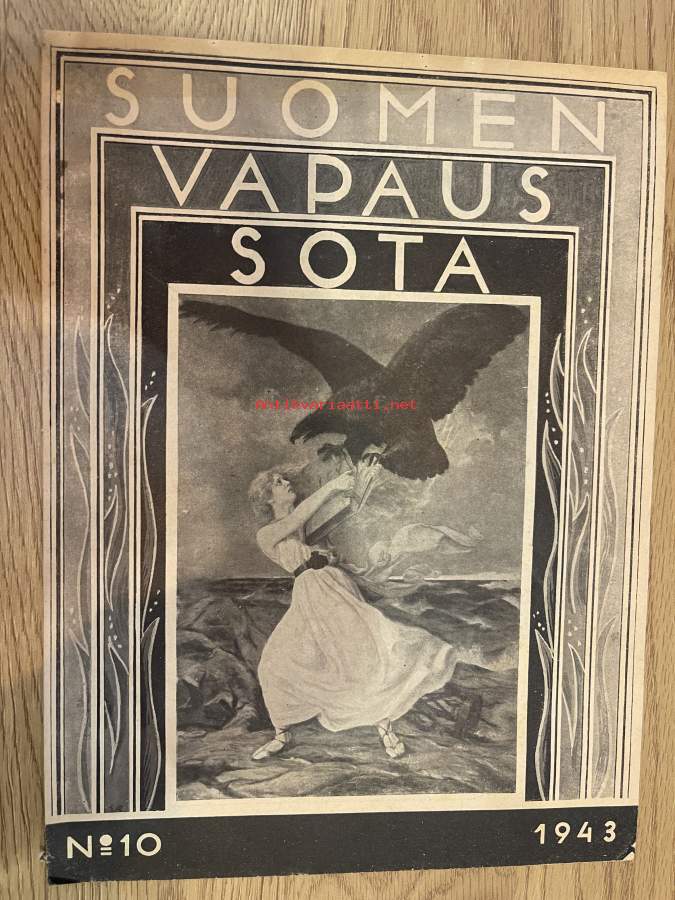 SUOMEN
VAPAUS
SOTA
Antikvariaatti.net
Nº10
1943